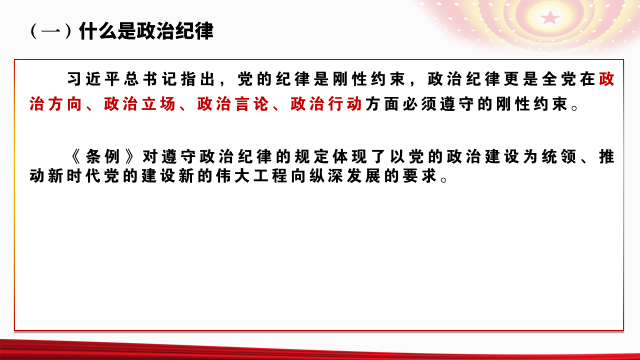 （一）什么是政治纪律
习近平总书记指出，党的纪律是刚性约束，政治纪律更是全党在政
治方向、政治立场、政治言论、政治行动方面必须遵守的刚性约束。
《条例》对遵守政治纪律的规定体现了以党的政治建设为统领、推
动新时代党的建设新的伟大工程向纵深发展的要求。